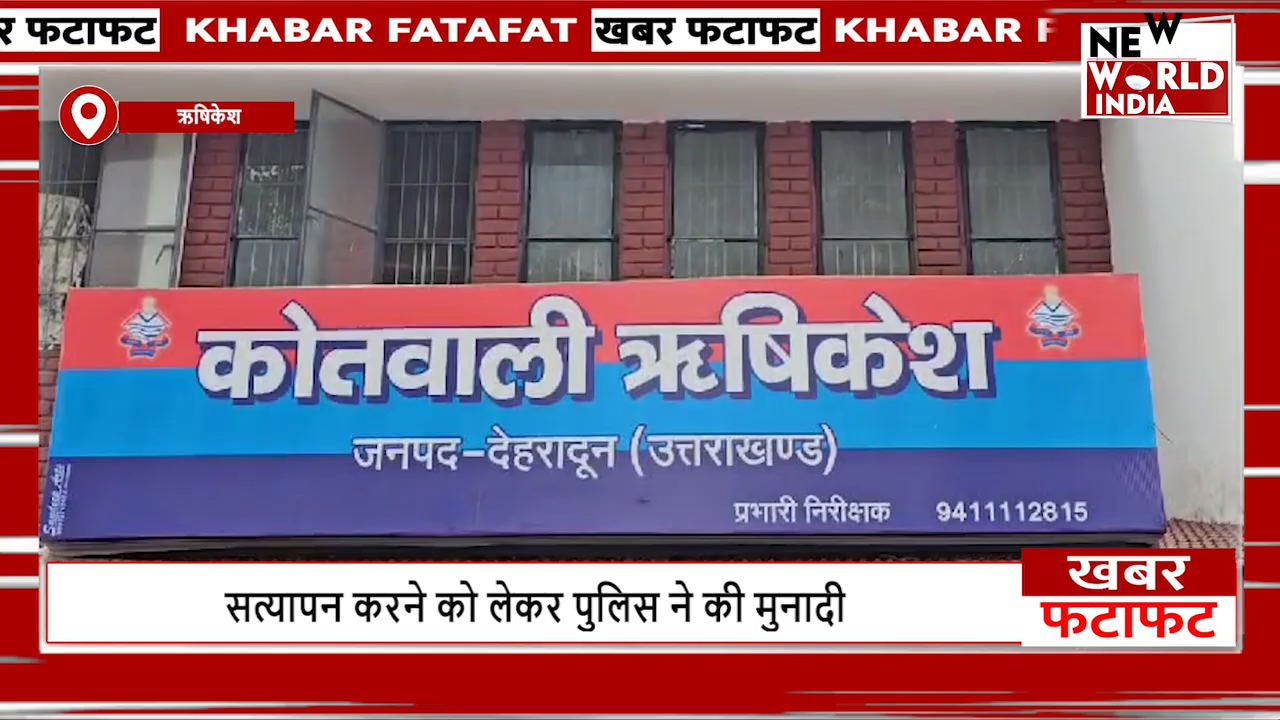 र फटाफट KHABAR FATAFAT खबर फटाफट KHABAR F
NEW
WORLD
INDIA
ऋषिकेश
कोतवाली ऋषिकेश
जनपद-देहरादून (उत्तराखण्ड)
प्रभारी निरीक्षक 9411112815
सत्यापन करने को लेकर पुलिस ने की मुनादी
खबर
फटाफट